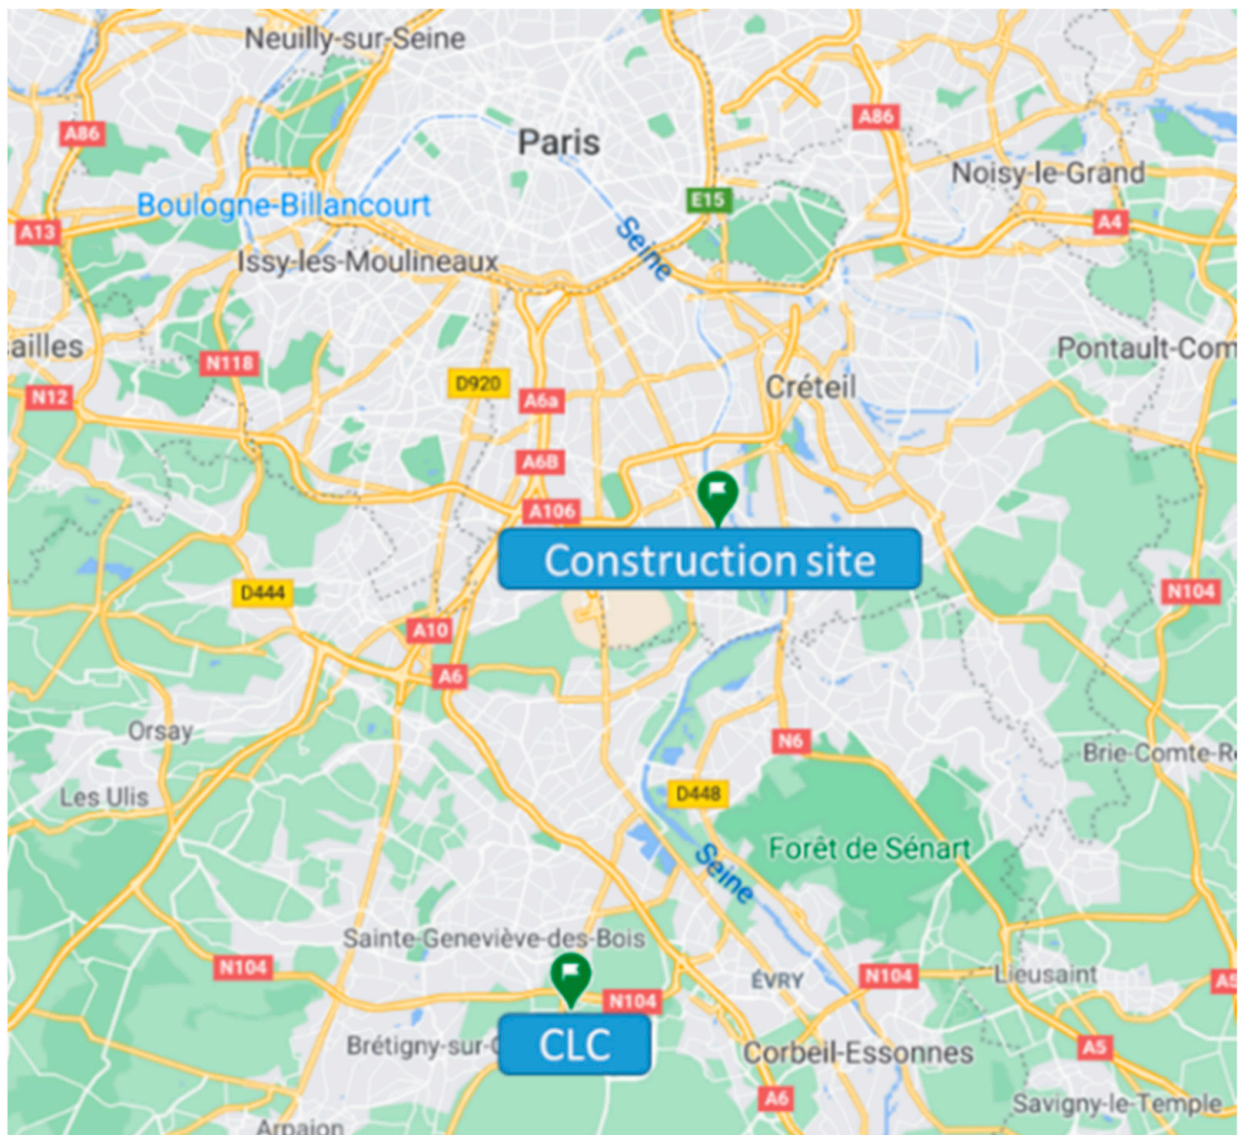 Neuilly-sur-Seine
A86
A86
Paris
Noisy-le-Grand
E15
Boulogne-Billancourt
A13
A4
Seine
Issy-les-Moulineaux
ailles
N118
Pontault-Com
N12
D920
A6a
Créteil
A6B
A106
Construction site
D444
N104
A10
A6
Orsay
N6
Brie-Comte-R
Les Ulis
D448
Forêt de Sénart
Seine
Sainte-Geneviève-des-Bois
N104
ÉVRY
N104
Lieusaint
A5
N104
Brétigny-sur-
CLC
Corbeil-Essonnes
A5
A6
Savigny-le-Temple
Arpajon